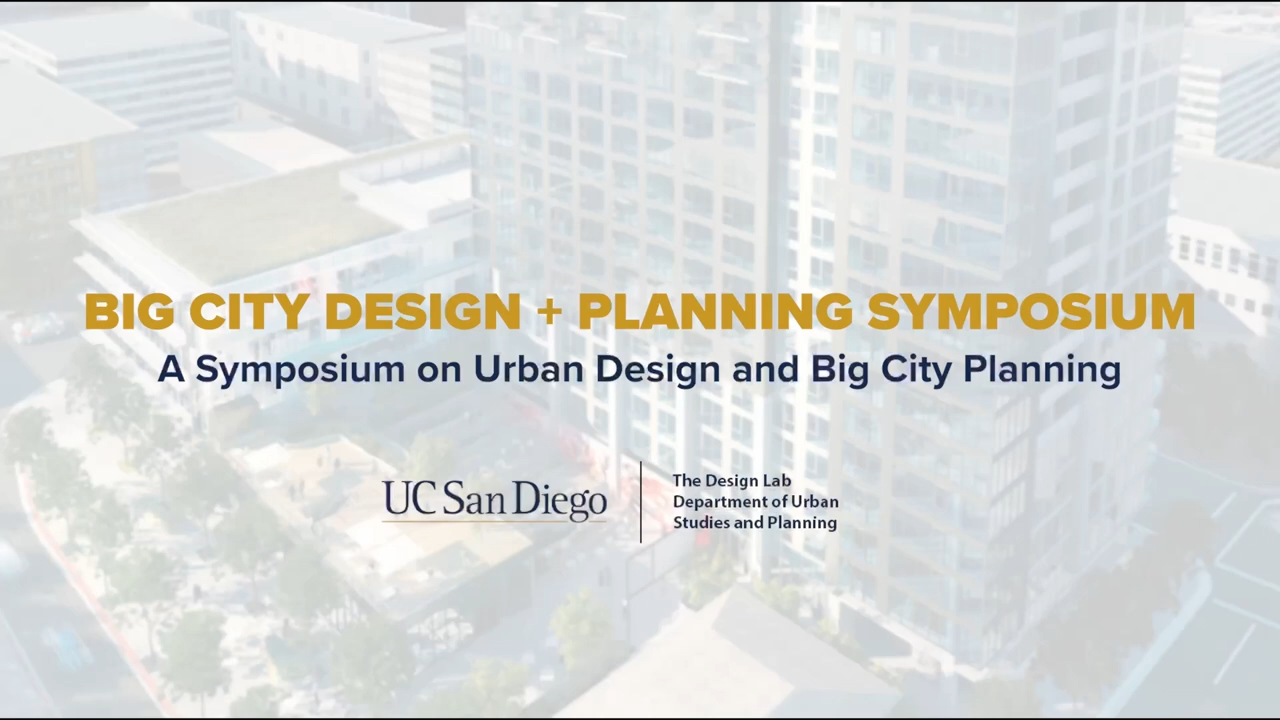 BIG CITY DESIGN + PLANNING SYMPOSIUM
A Symposium on Urban Design and Big City Planning
UC San Diego
The Design Lab
Department of Urban
Studies and Planning